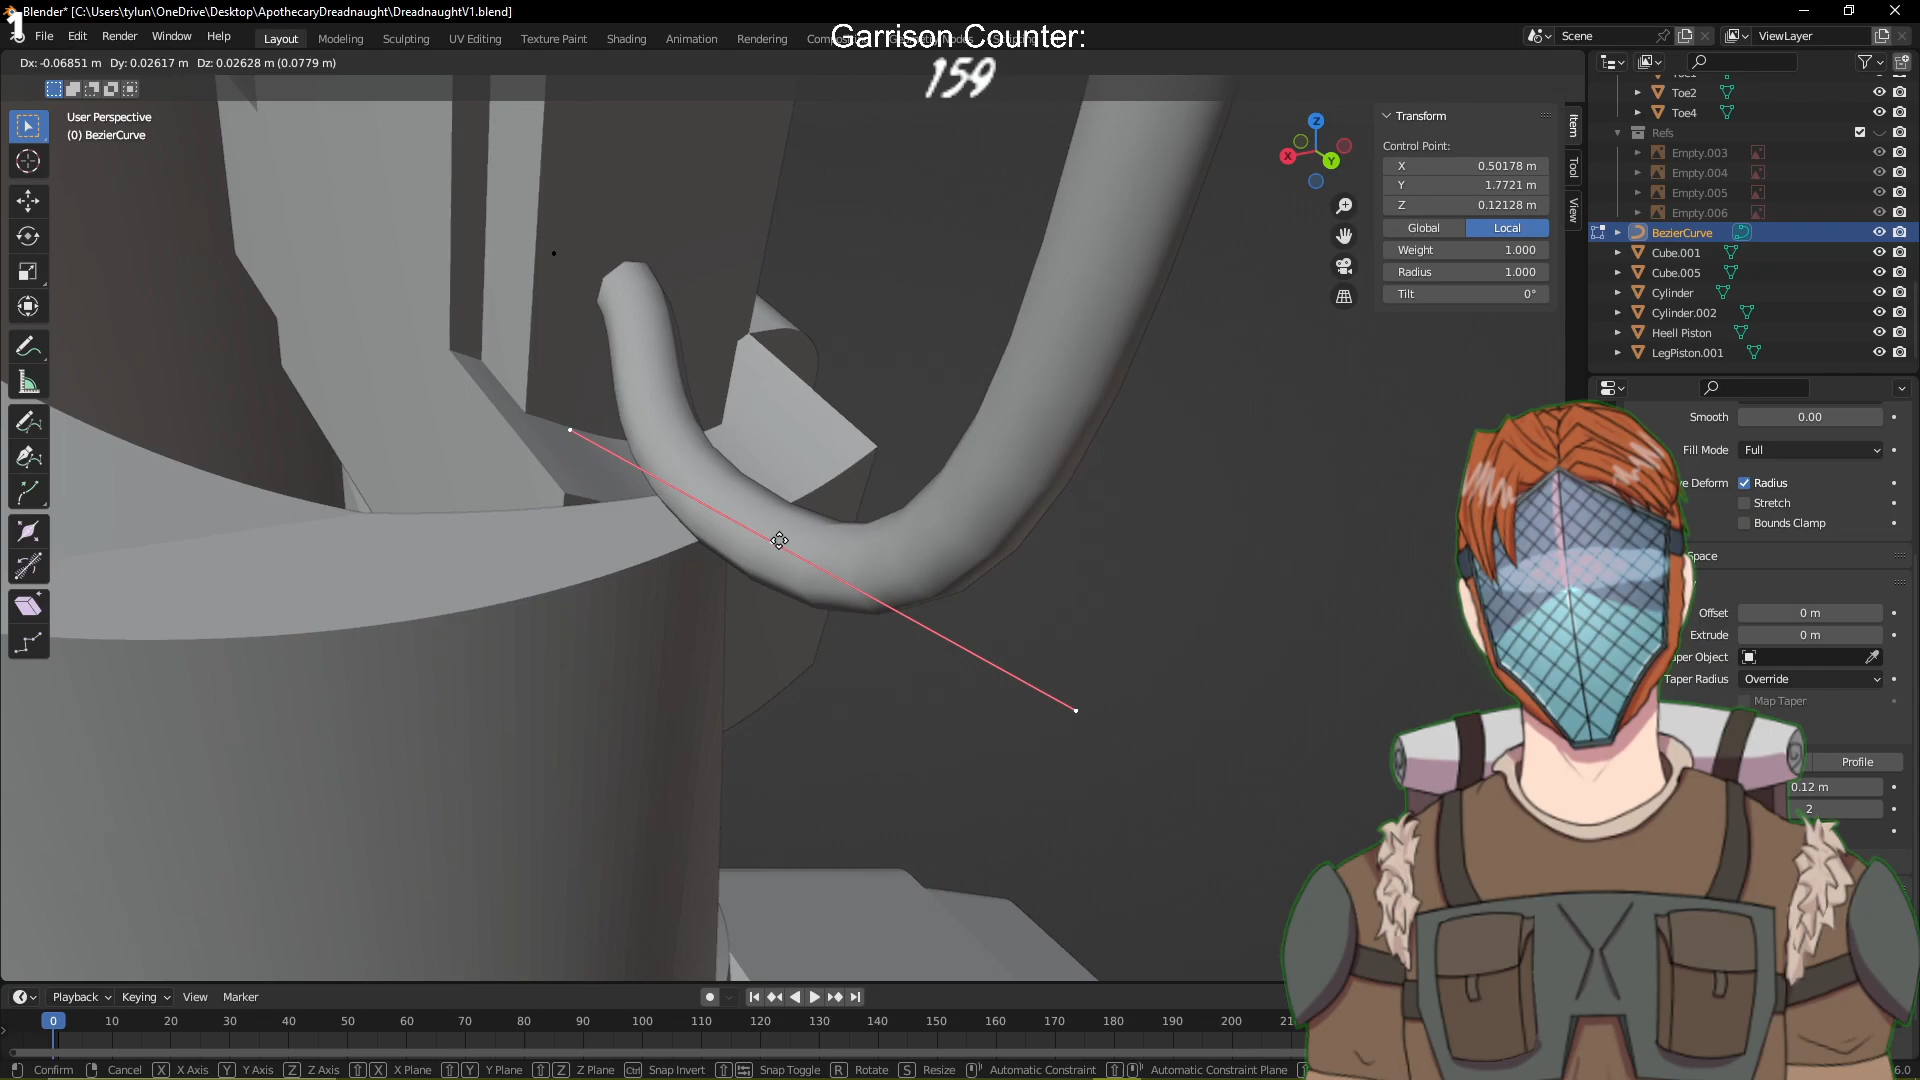 1
Blender* [C:\Users\tylun\OneDrive\Desktop\ApothecaryDreadnaught\DreadnaughtV1.blend]
File Edit Render Window Help Layout Modeling Sculpting UV Editing Texture Paint Shading Animation Rendering
Garrison Counter:
159
Scene
ViewLayer
Dx: -0.06851 m Dy: 0.02617 m Dz: 0.02628 m (0.0779 m)
User Perspective
(0) BezierCurve
Z
X
Y
Transform
Control Point:
X 0.50178 m
Y 1.7721 m
Z 0.12128 m
Global Local
Weight 1.000
Radius 1.000
Tilt 0°
Item
Tool
View
Toe2
Toe4
Refs
Empty.003
Empty.004
Empty.005
Empty.006
BezierCurve
Cube.001
Cube.005
Cylinder
Cylinder.002
Heell Piston
LegPiston.001
Smooth 0.00
Fill Mode Full
e Deform Radius
Stretch
Bounds Clamp
Space
Offset 0 m
Extrude 0 m
aper Object
Taper Radius Override
Map Taper
Profile
0.12 m
2
Playback Keying View Marker
0 10 20 30 40 50 60 70 80 90 100 110 120 130 140 150 160 170 180 190 200
Confirm Cancel X X Axis Y Y Axis Z Z Axis X X Plane Y Y Plane Z Z Plane Ctrl Snap Invert Snap Toggle R Rotate S Resize Automatic Constraint Automatic Constraint Plane
6.0